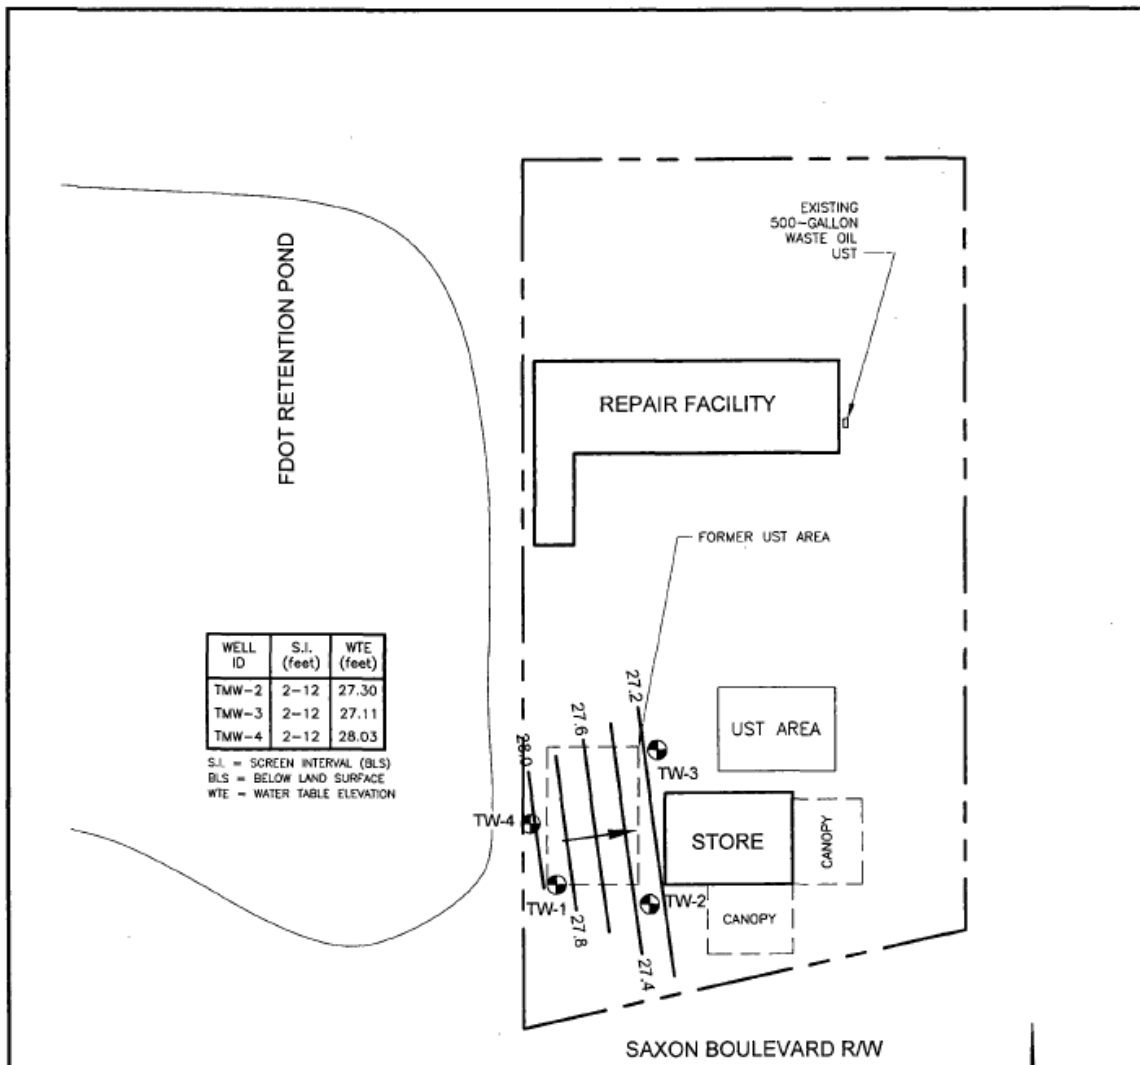 EXISTING
500-GALLON
WASTE OIL
UST
FDOT RETENTION POND
REPAIR FACILITY
FORMER UST AREA
WELL ID S.I. (feet) WTE (feet)
TMW-2 2-12 27.30
TMW-3 2-12 27.11
TMW-4 2-12 28.03
S.I. = SCREEN INTERVAL (BLS)
BLS = BELOW LAND SURFACE
WTE = WATER TABLE ELEVATION
27.2
27.6
28.0
UST AREA
TW-3
TW-4
STORE
CANOPY
TW-1
TW-2
27.8
CANOPY
27.4
SAXON BOULEVARD R/W